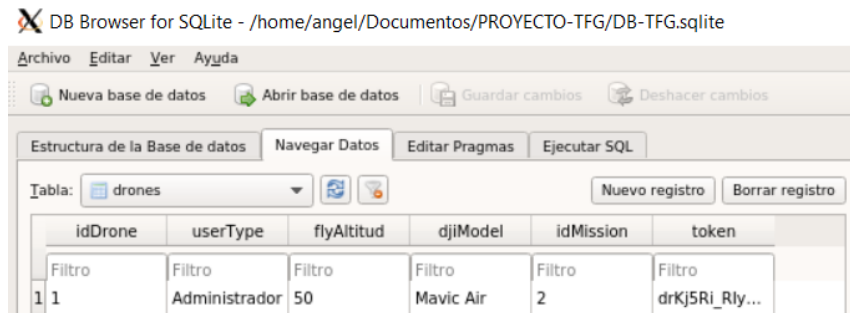 DB Browser for SQLite - /home/angel/Documentos/PROYECTO-TFG/DB-TFG.sqlite
Archivo Editar Ver Ayuda
Nueva base de datos Abrir base de datos Guardar cambios Deshacer cambios
Estructura de la Base de datos Navegar Datos Editar Pragmas Ejecutar SQL
Tabla: drones Nuevo registro Borrar registro
idDrone userType flyAltitud djiModel idMission token
Filtro Filtro Filtro Filtro Filtro Filtro
1 1 Administrador 50 Mavic Air 2 drKj5Ri_Rly...